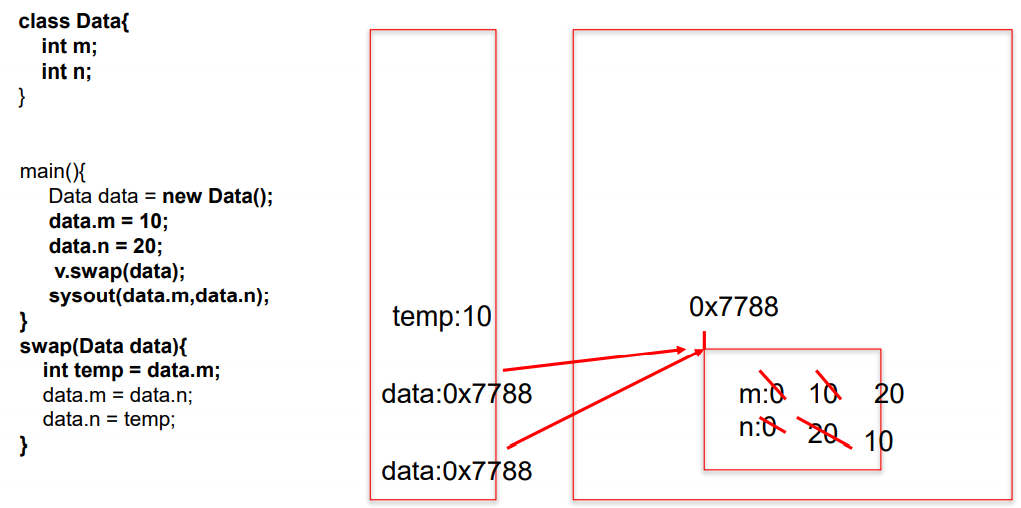 class Data{
int m;
int n;
}
main(){
Data data = new Data();
data.m = 10;
data.n = 20;
v.swap(data);
sysout(data.m,data.n);
}
swap(Data data){
int temp = data.m;
data.m = data.n;
data.n = temp;
}
temp:10
data:0x7788
data:0x7788
0x7788
m:0 10 20
n:0 20 10